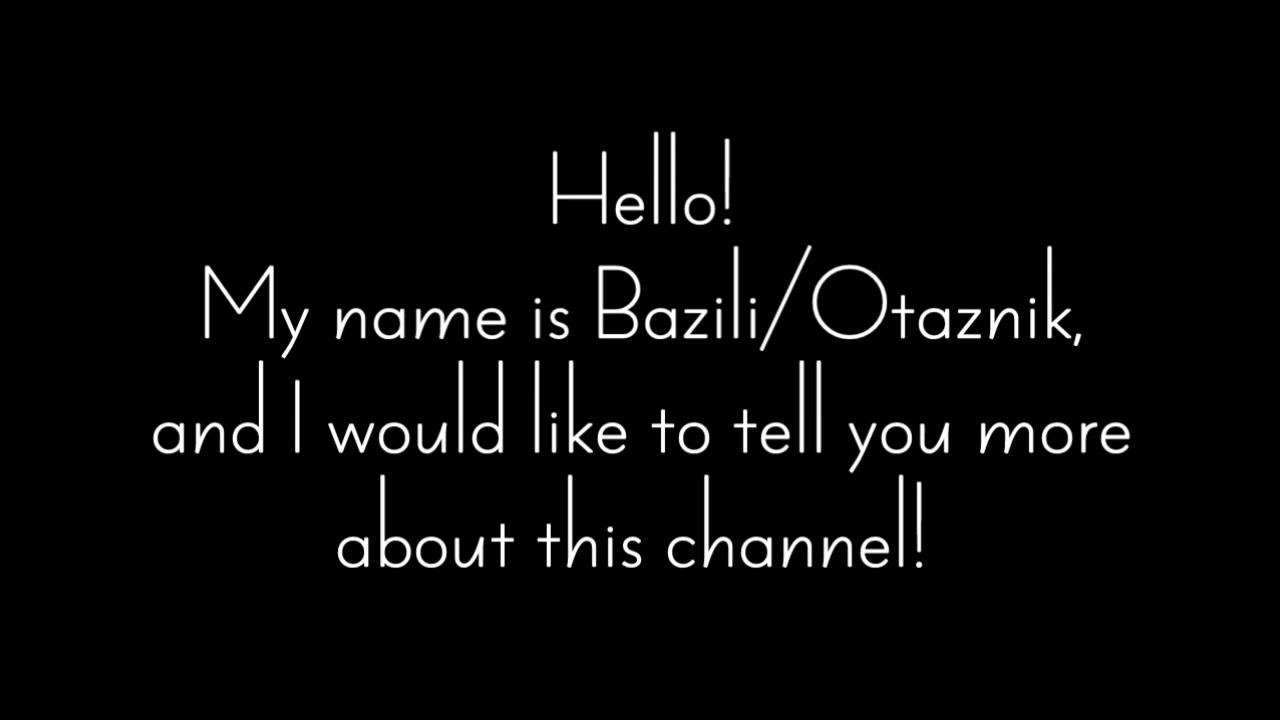 Hello!
My name is Bazili/Otaznik,
and I would like to tell you more
about this channel!